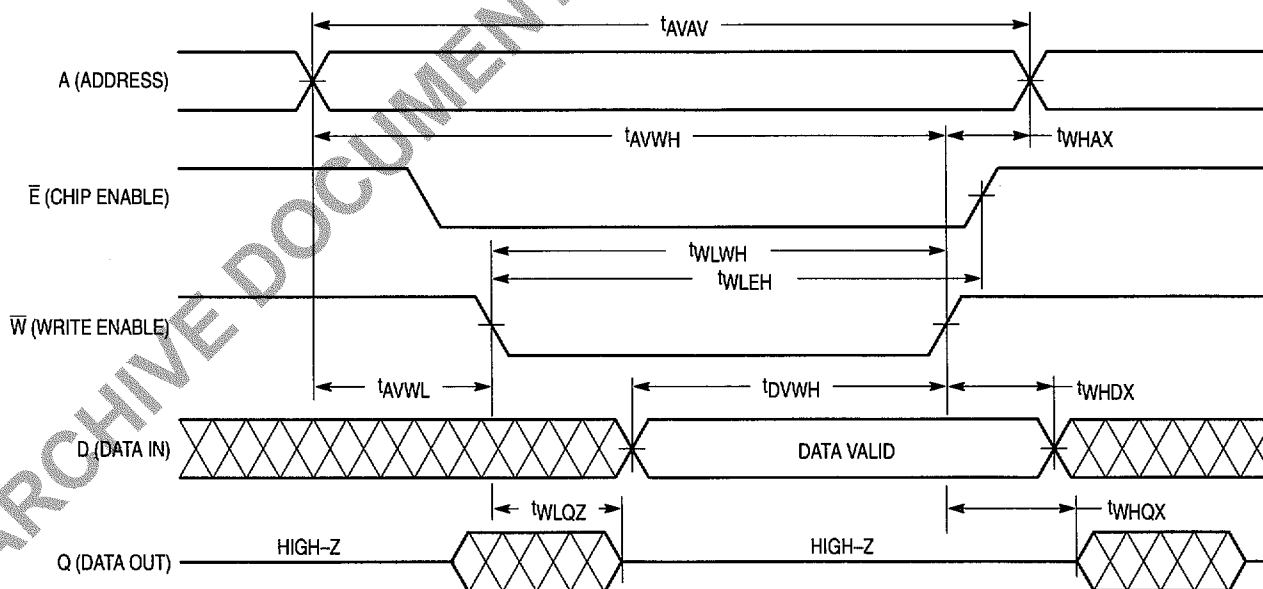 tAVAV
A (ADDRESS)
tAVWH
tWHAX
E (CHIP ENABLE)
tWLWH
tWLEH
W (WRITE ENABLE)
tAVWL
tDVWH
tWHDX
D (DATA IN)
DATA VALID
tWLQZ
tWHQX
Q (DATA OUT)
HIGH–Z
HIGH–Z
ARCHIVE DOCUMENT